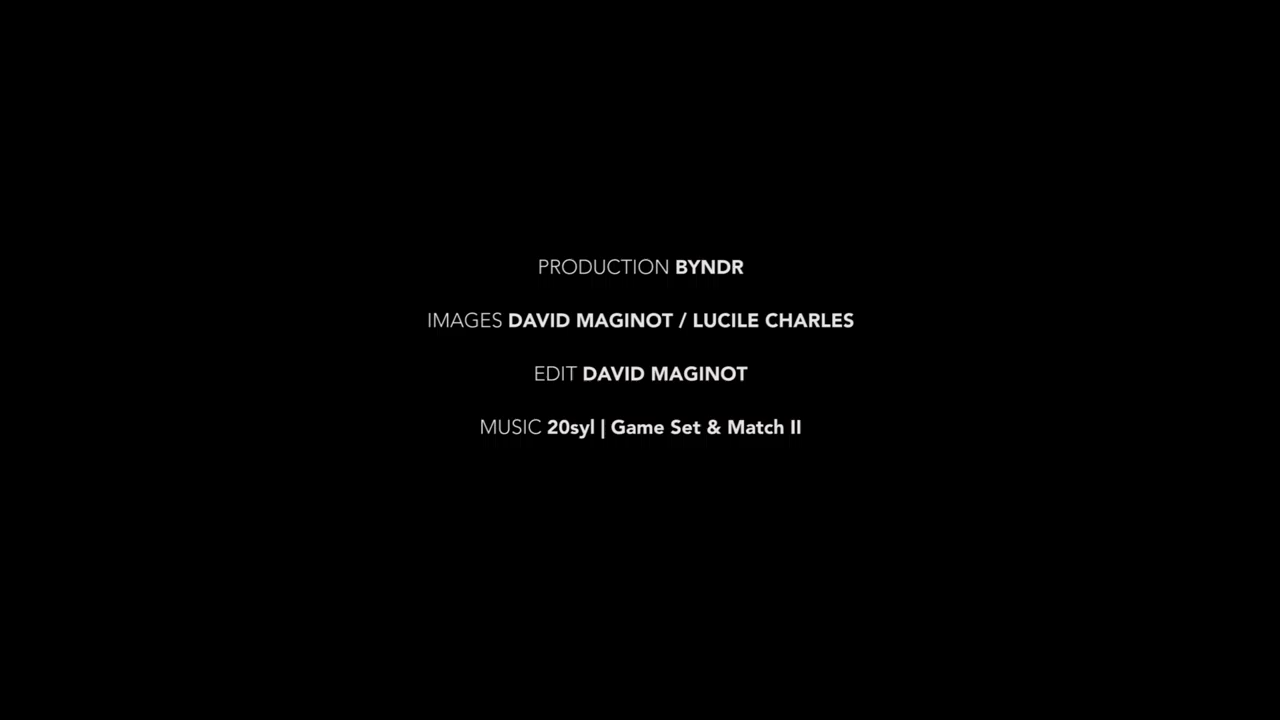 PRODUCTION BYNDR
IMAGES DAVID MAGINOT / LUCILE CHARLES
EDIT DAVID MAGINOT
MUSIC 20syl | Game Set & Match II